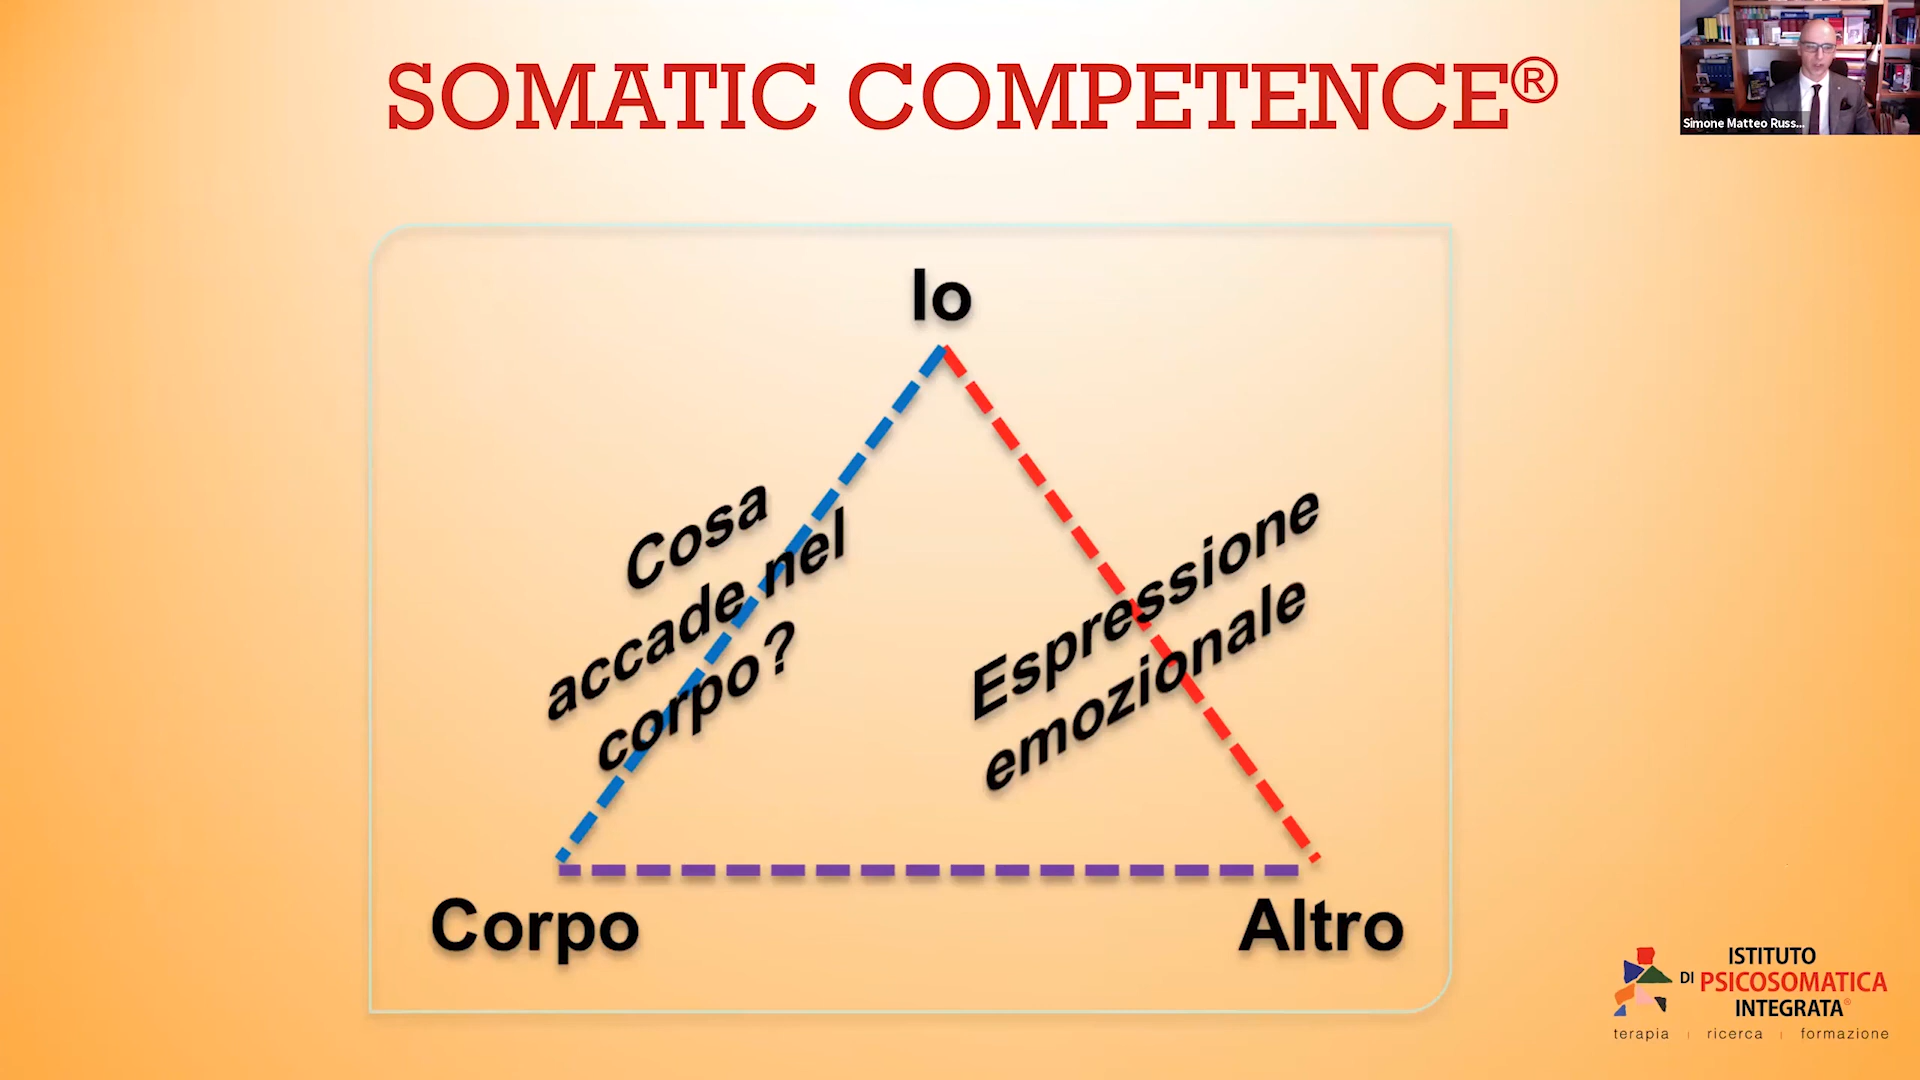 SOMATIC COMPETENCE®
Simone Matteo Russ...
Io
Cosa
accade nel
corpo?
Espressione
emozionale
Corpo
Altro
ISTITUTO
DI PSICOSOMATICA
INTEGRATA®
terapia | ricerca | formazione